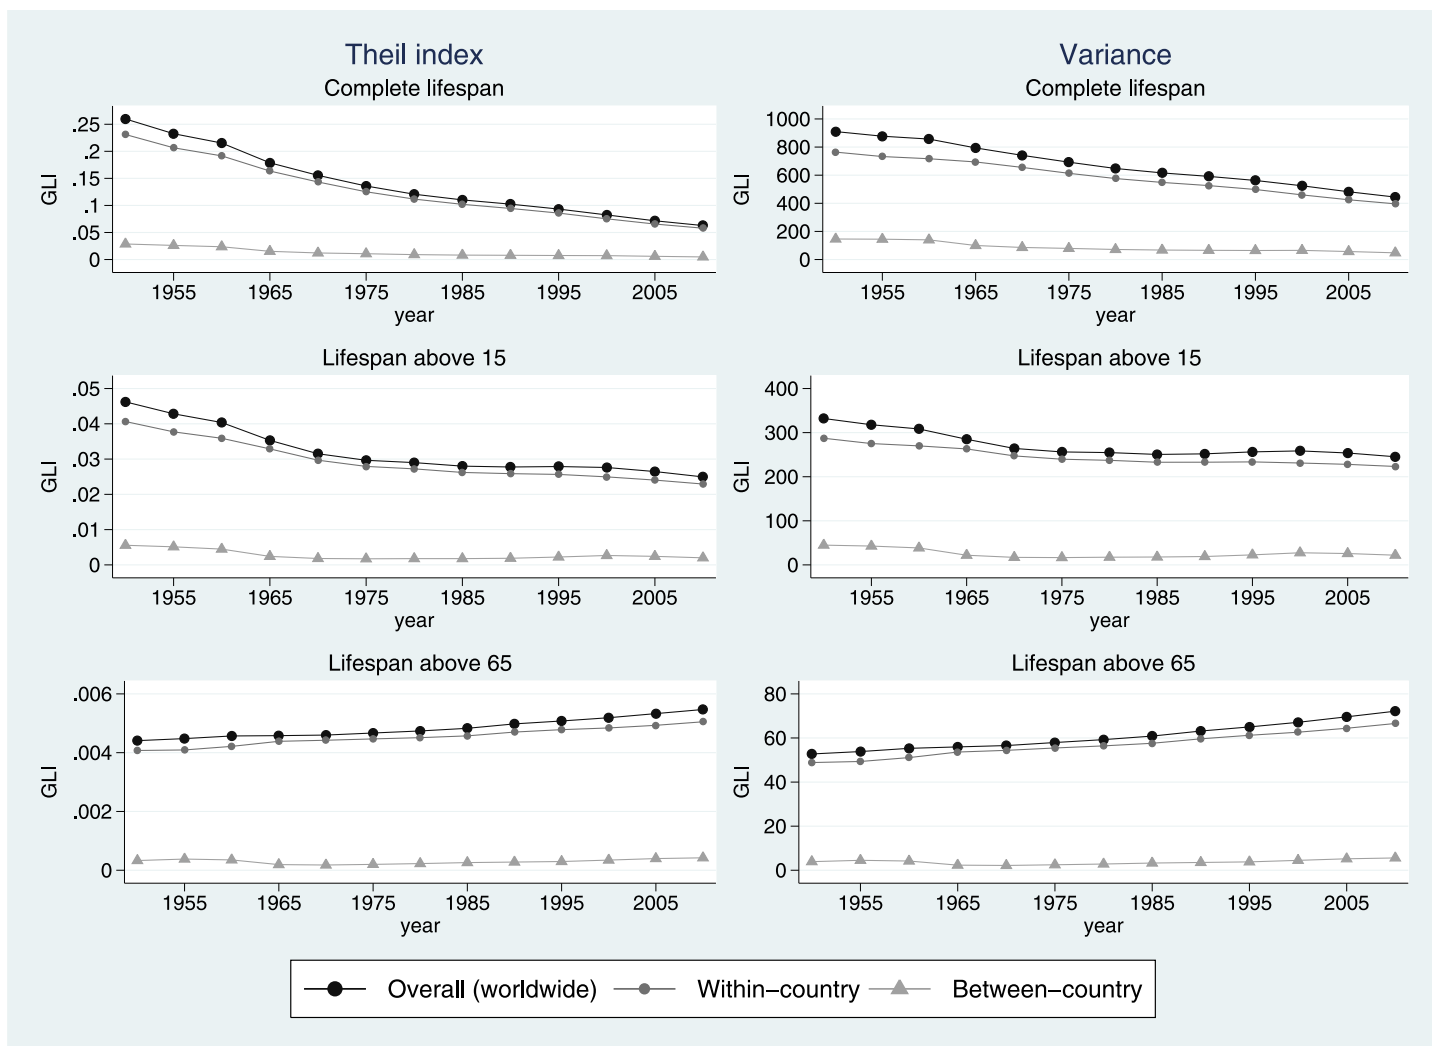 Theil index
Complete lifespan
.25
.2
.15
.1
.05
0
GLI
1955 1965 1975 1985 1995 2005
year
Variance
Complete lifespan
1000
800
600
400
200
0
GLI
1955 1965 1975 1985 1995 2005
year
Lifespan above 15
.05
.04
.03
.02
.01
0
GLI
1955 1965 1975 1985 1995 2005
year
Lifespan above 15
400
300
200
100
0
GLI
1955 1965 1975 1985 1995 2005
year
Lifespan above 65
.006
.004
.002
0
GLI
1955 1965 1975 1985 1995 2005
year
Lifespan above 65
80
60
40
20
0
GLI
1955 1965 1975 1985 1995 2005
year
Overall (worldwide) Within-country Between-country